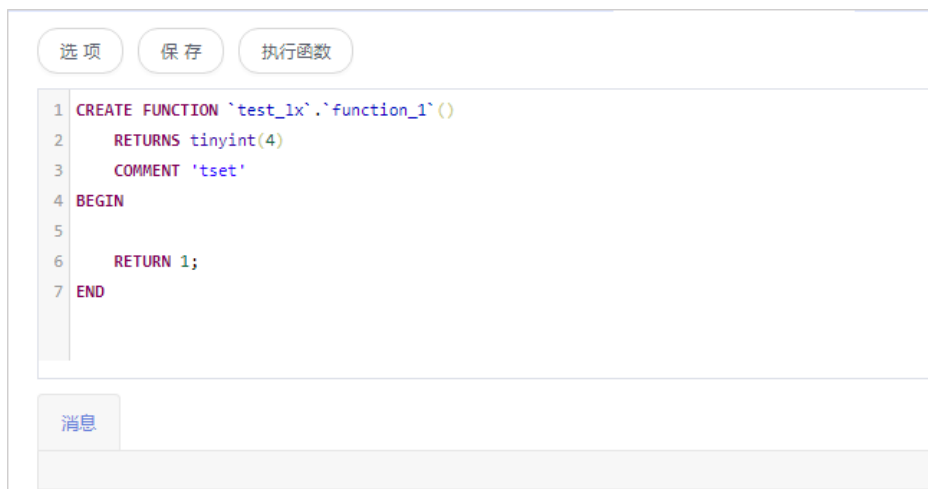 选 项 保 存 执行函数
1 CREATE FUNCTION `test_lx`.`function_1`()
2 RETURNS tinyint(4)
3 COMMENT 'tset'
4 BEGIN
5
6 RETURN 1;
7 END
消息